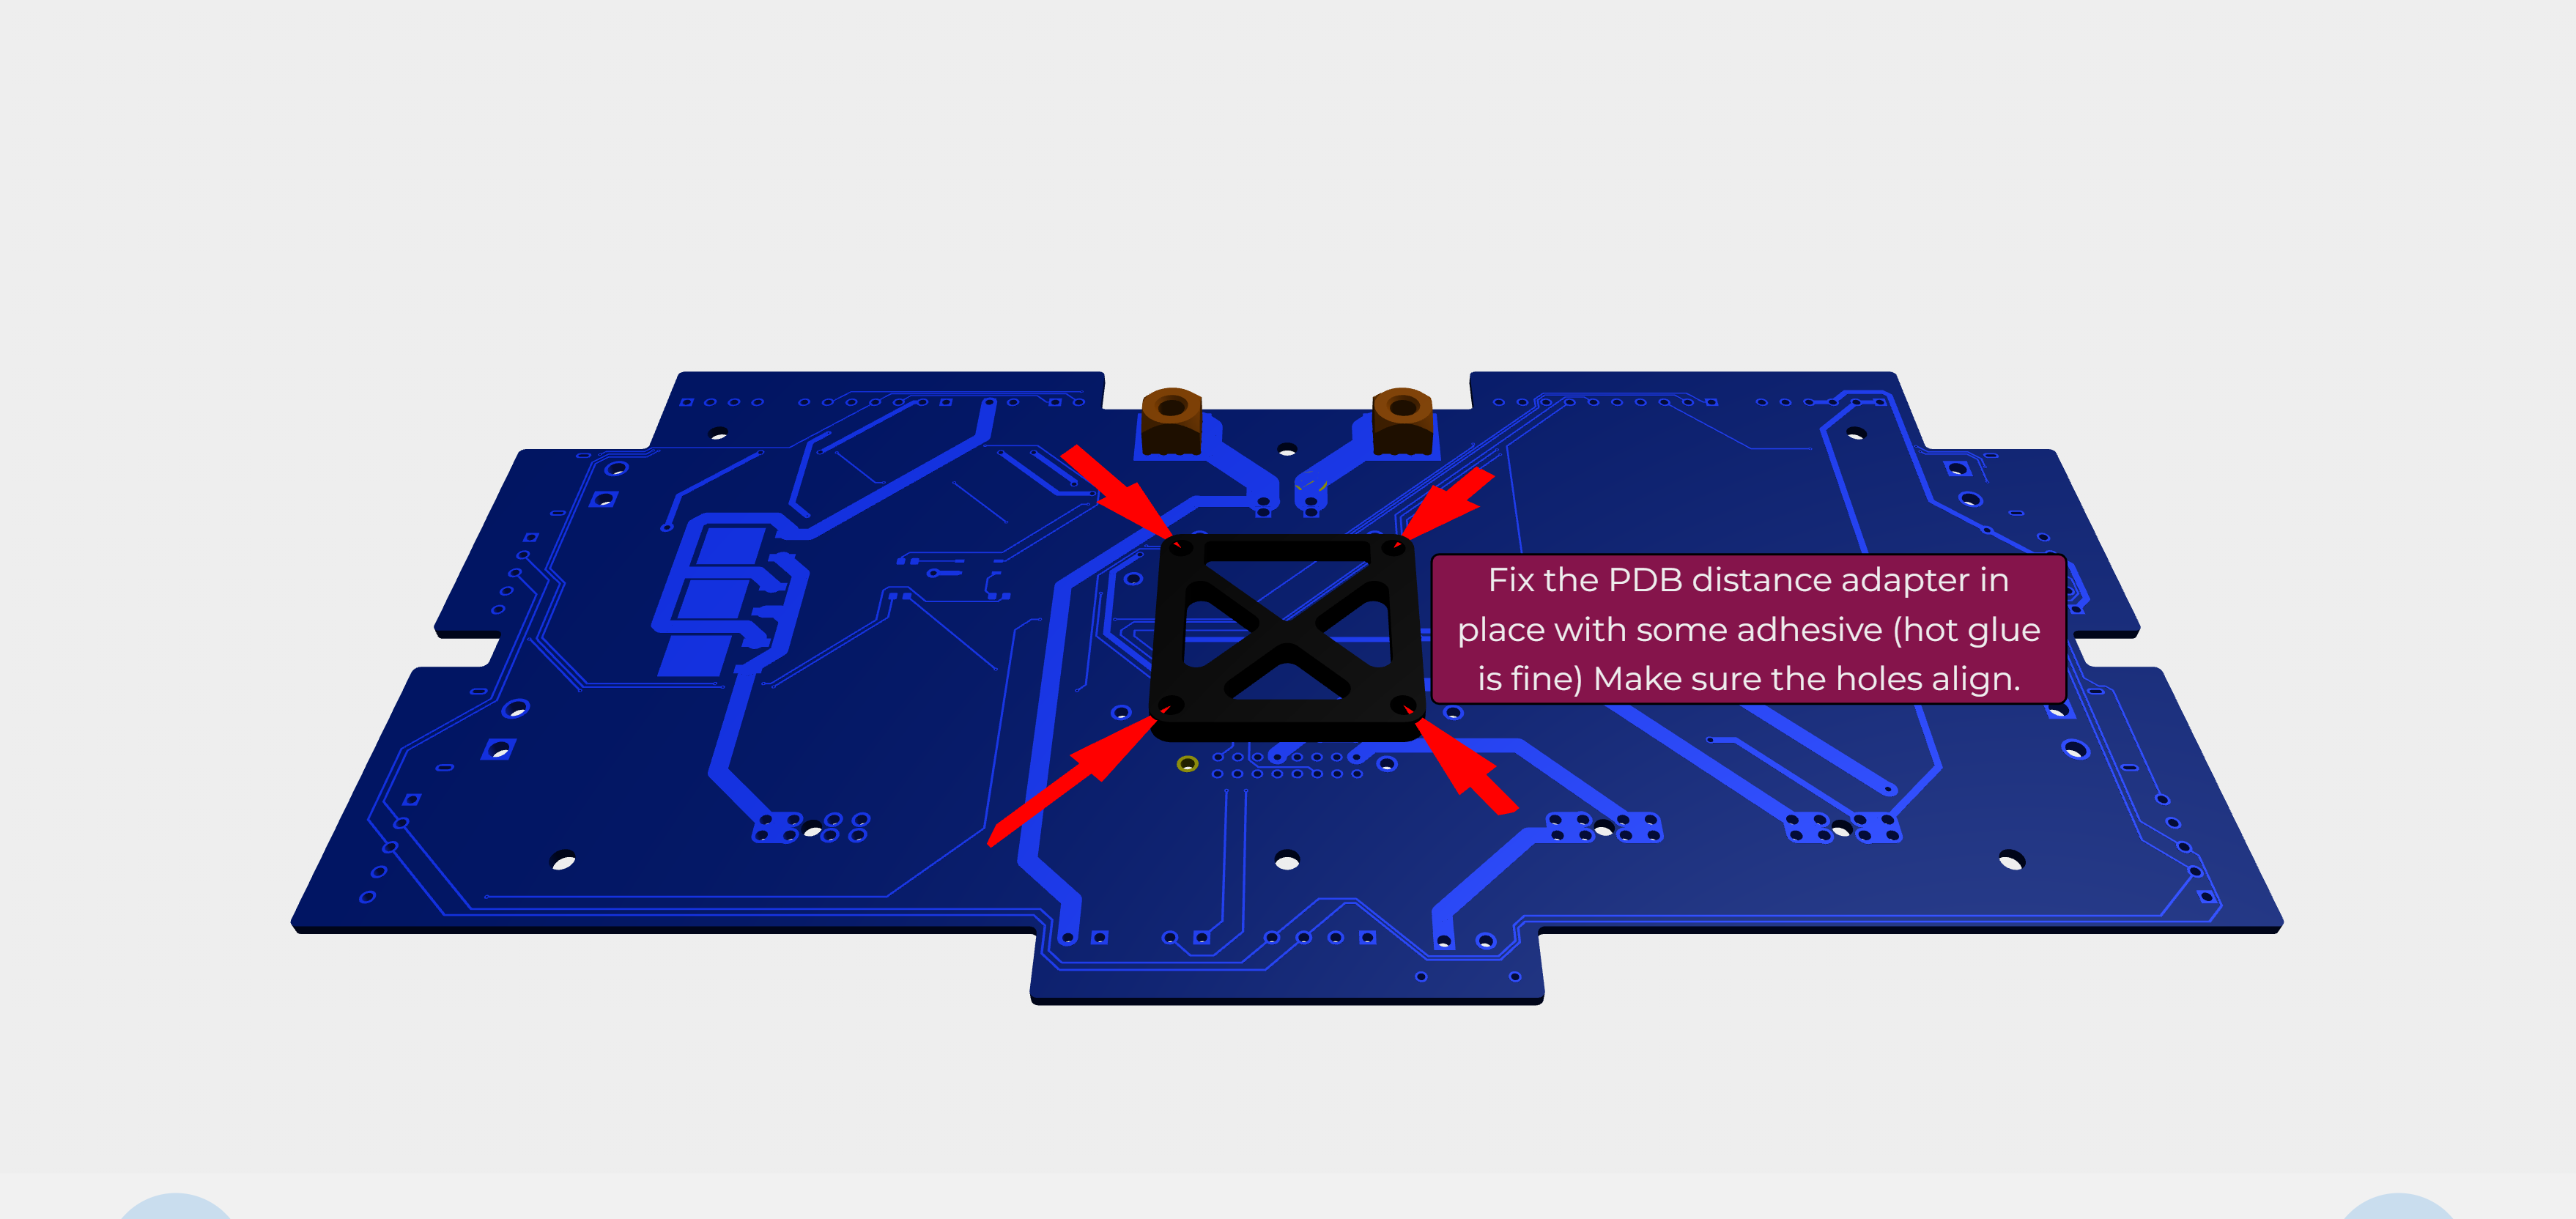 Fix the PDB distance adapter in
place with some adhesive (hot glue
is fine) Make sure the holes align.